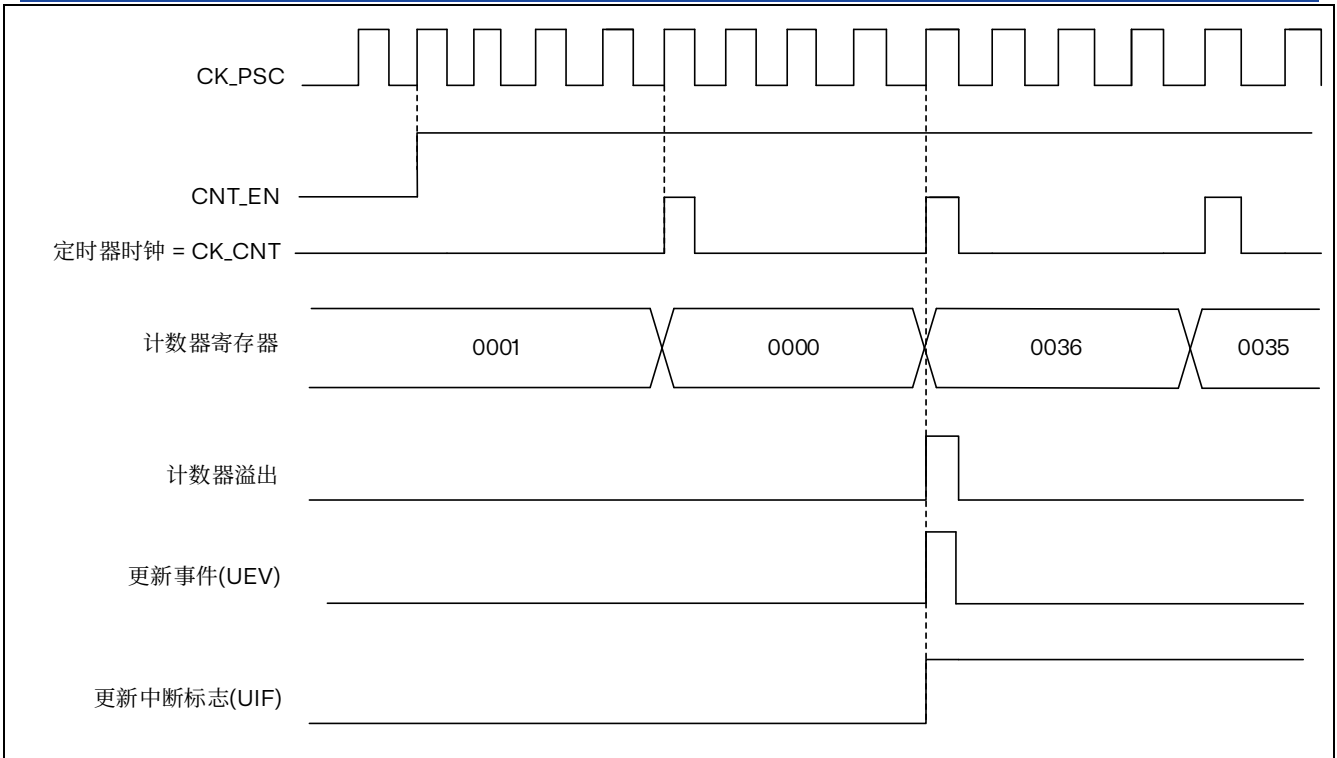 CK_PSC
CNT_EN
定时器时钟 = CK_CNT
计数器寄存器
0001
0000
0036
0035
计数器溢出
更新事件(UEV)
更新中断标志(UIF)